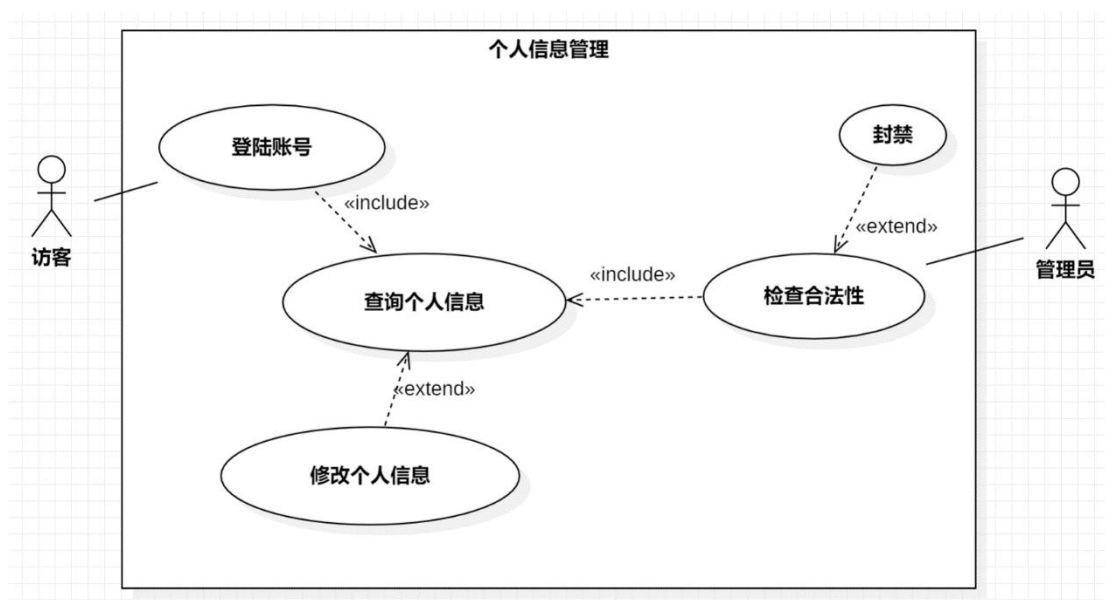 个人信息管理
登陆账号
封禁
«include»
«extend»
访客
管理员
«include»
查询个人信息
检查合法性
«extend»
修改个人信息